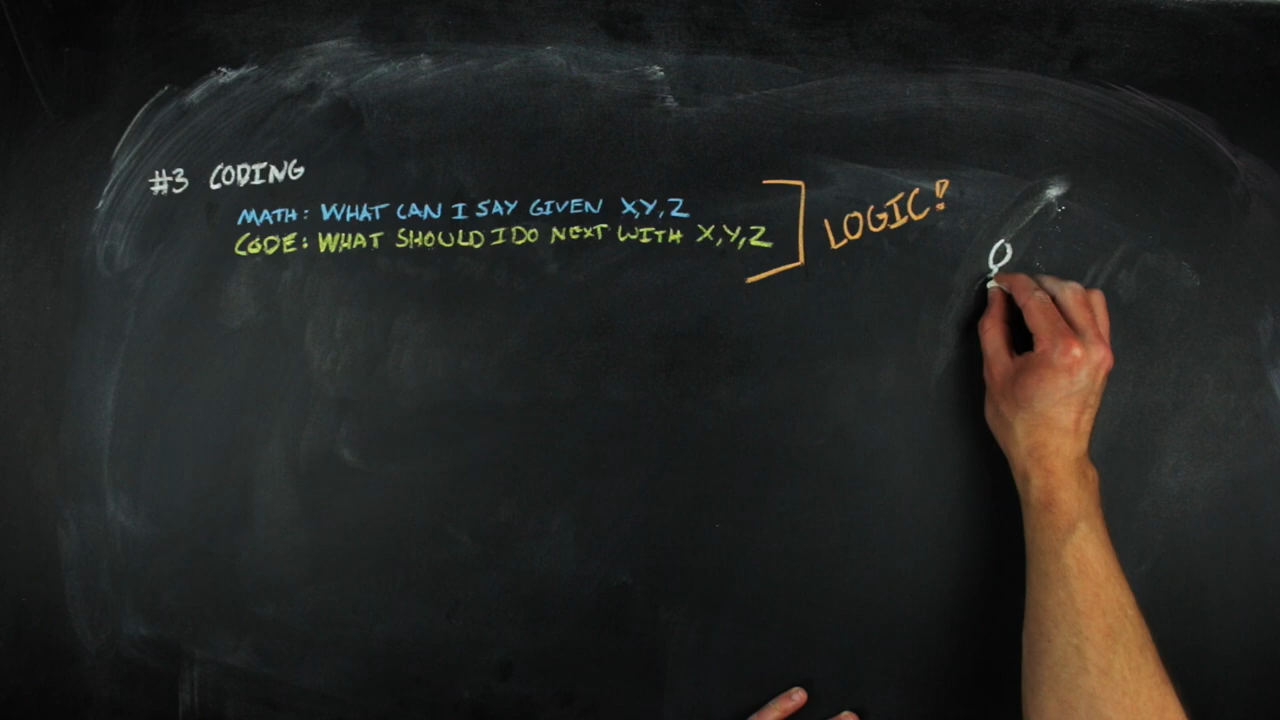 #3 CODING
MATH: WHAT CAN I SAY GIVEN X,Y,Z
CODE: WHAT SHOULD I DO NEXT WITH X,Y,Z
LOGIC!